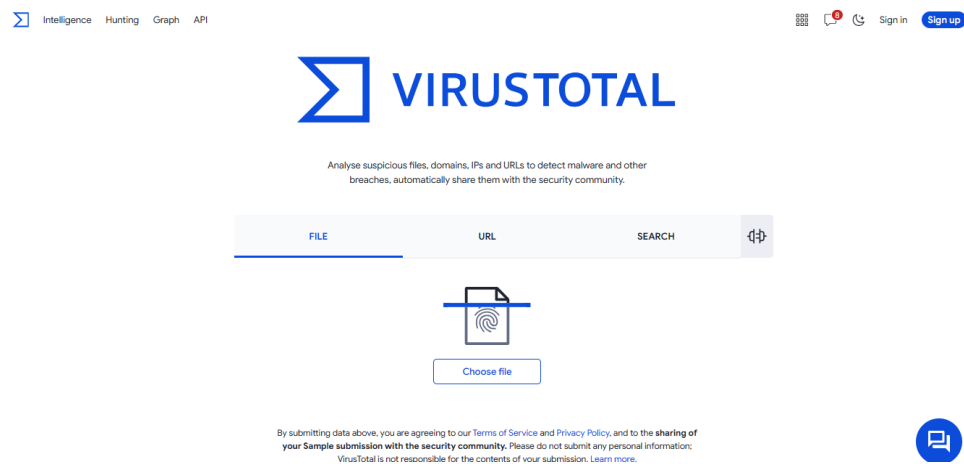 Intelligence Hunting Graph API
8 Sign in Sign up
VIRUSTOTAL
Analyse suspicious files, domains, IPs and URLs to detect malware and other
breaches, automatically share them with the security community.
FILE URL SEARCH
Choose file
By submitting data above, you are agreeing to our Terms of Service and Privacy Policy, and to the sharing of
your Sample submission with the security community. Please do not submit any personal information;
VirusTotal is not responsible for the contents of your submission. Learn more.